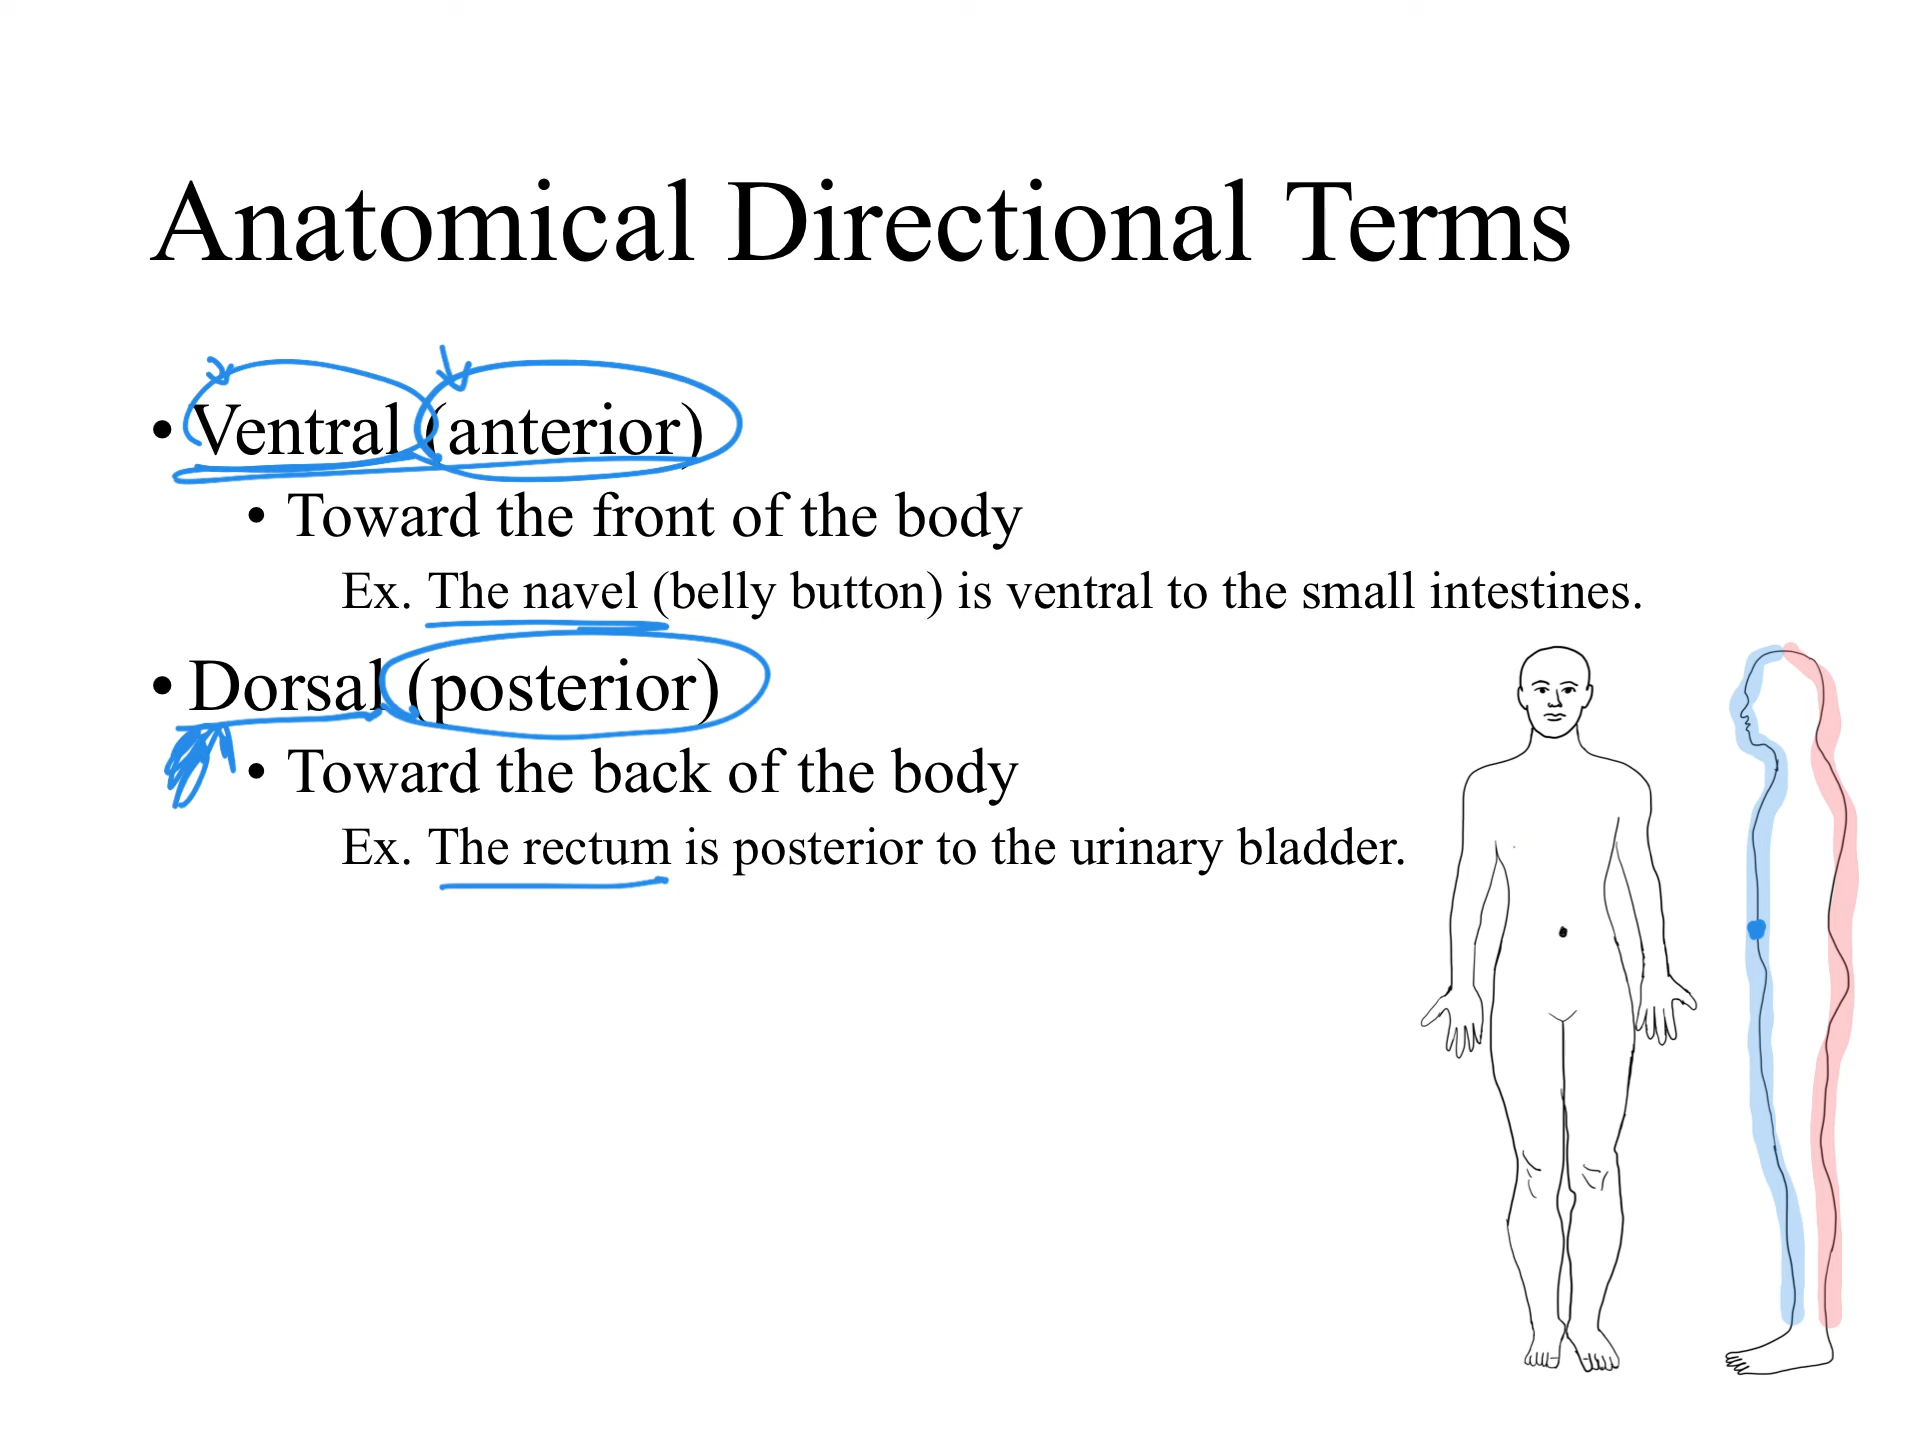 Anatomical Directional Terms
• Ventral (anterior)
• Toward the front of the body
Ex. The navel (belly button) is ventral to the small intestines.
• Dorsal (posterior)
• Toward the back of the body
Ex. The rectum is posterior to the urinary bladder.